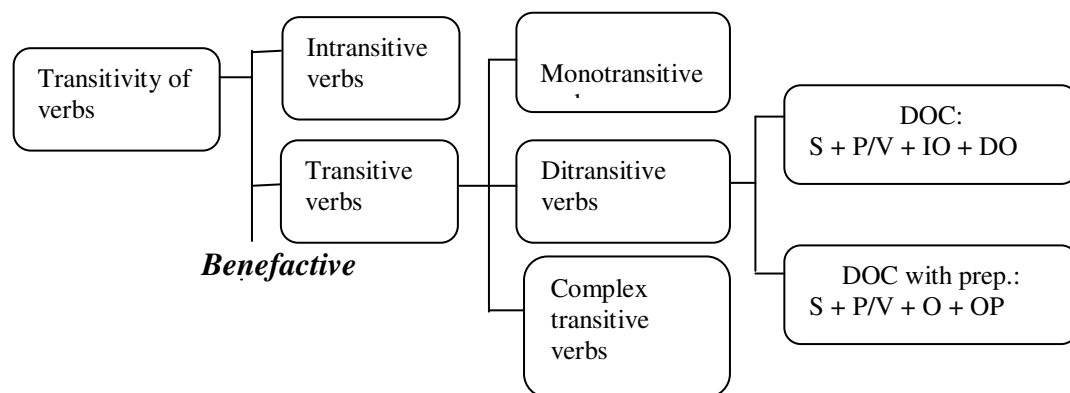 Transitivity of
verbs
Intransitive
verbs
Transitive
verbs
Benefactive
Monotransitive
Ditransitive
verbs
Complex
transitive
verbs
DOC:
S + P/V + IO + DO
DOC with prep.:
S + P/V + O + OP